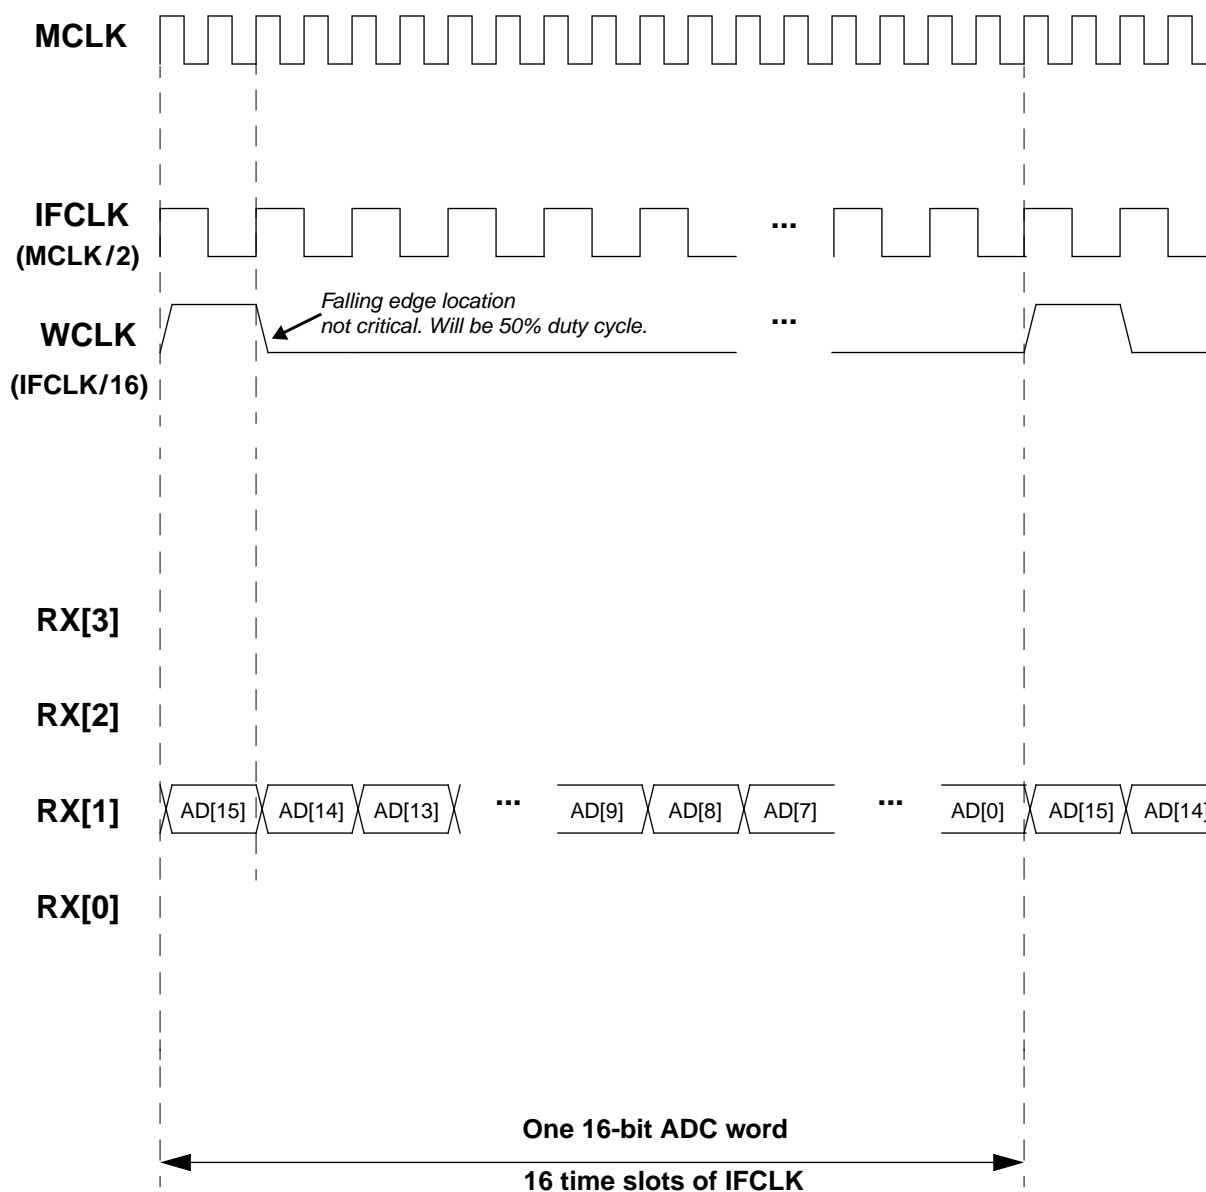 MCLK
IFCLK
(MCLK/2)
...
WCLK
(IFCLK/16)
Falling edge location
not critical. Will be 50% duty cycle.
...
RX[3]
RX[2]
RX[1]
AD[15] AD[14] AD[13] ... AD[9] AD[8] AD[7] ... AD[0] AD[15] AD[14]
RX[0]
One 16-bit ADC word
16 time slots of IFCLK